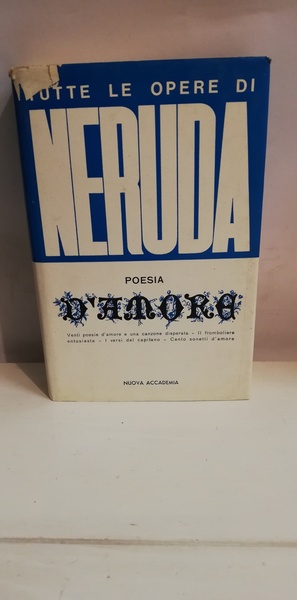 TUTTE LE OPERE DI
NERUDA
POESIA
D'AMORE
Venti poesie d'amore e una canzone disperata - Il fromboliere
entusiasta - I versi del capitano - Cento sonetti d'amore
NUOVA ACCADEMIA